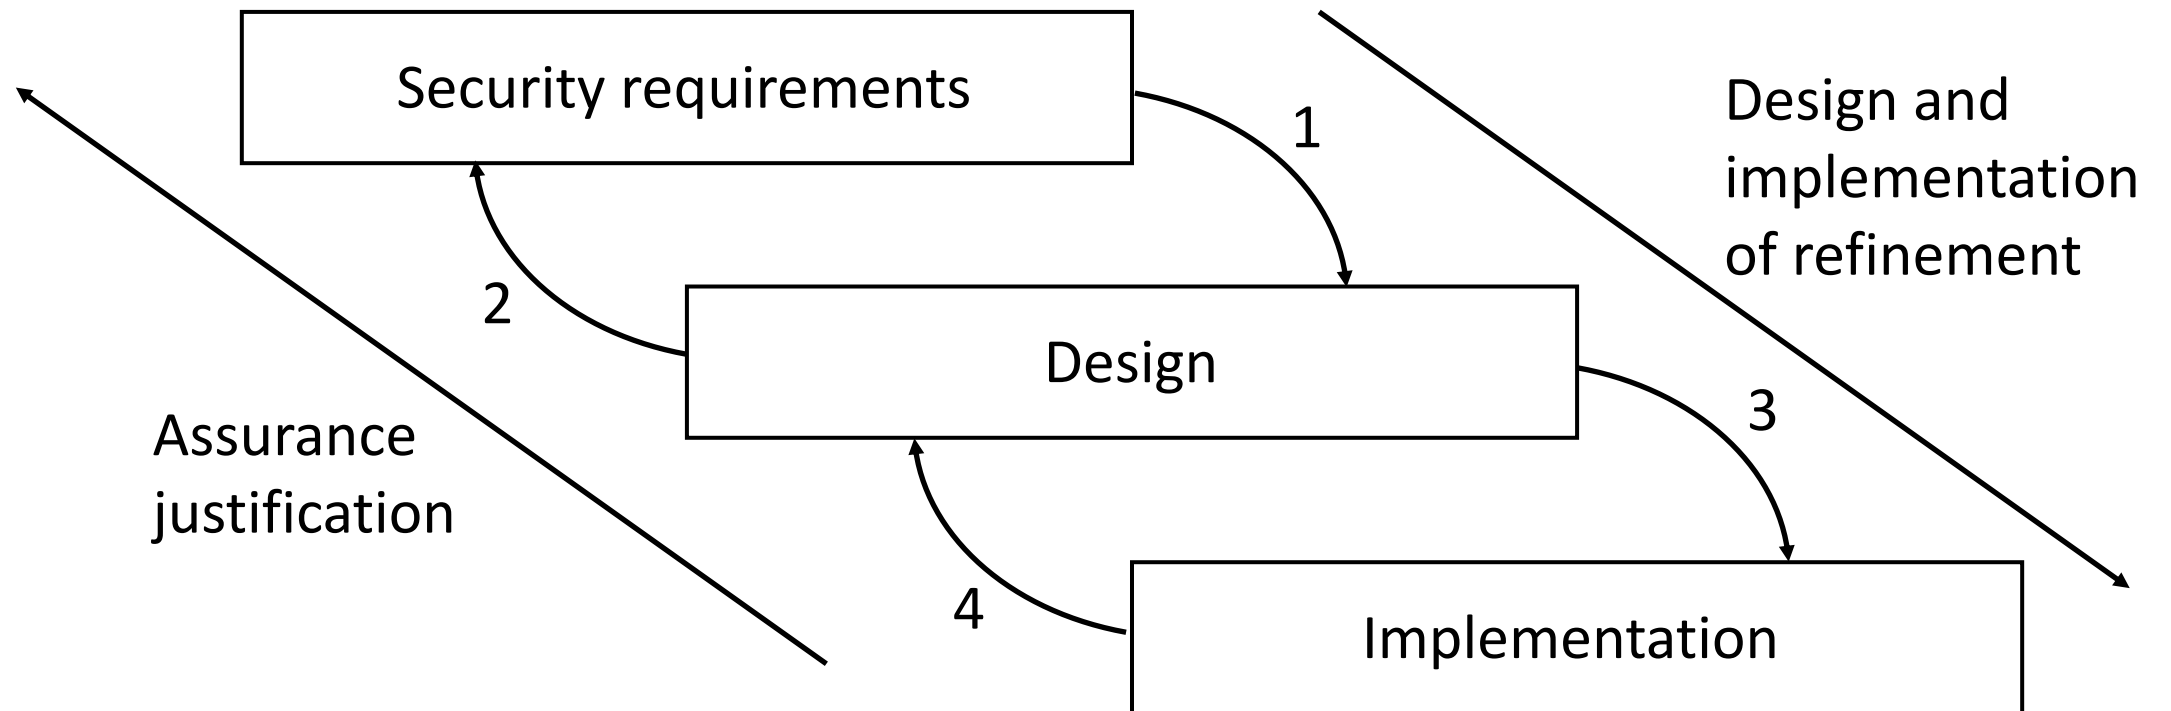 Security requirements
1
Design and
implementation
of refinement
2
Design
3
Assurance
justification
4
Implementation